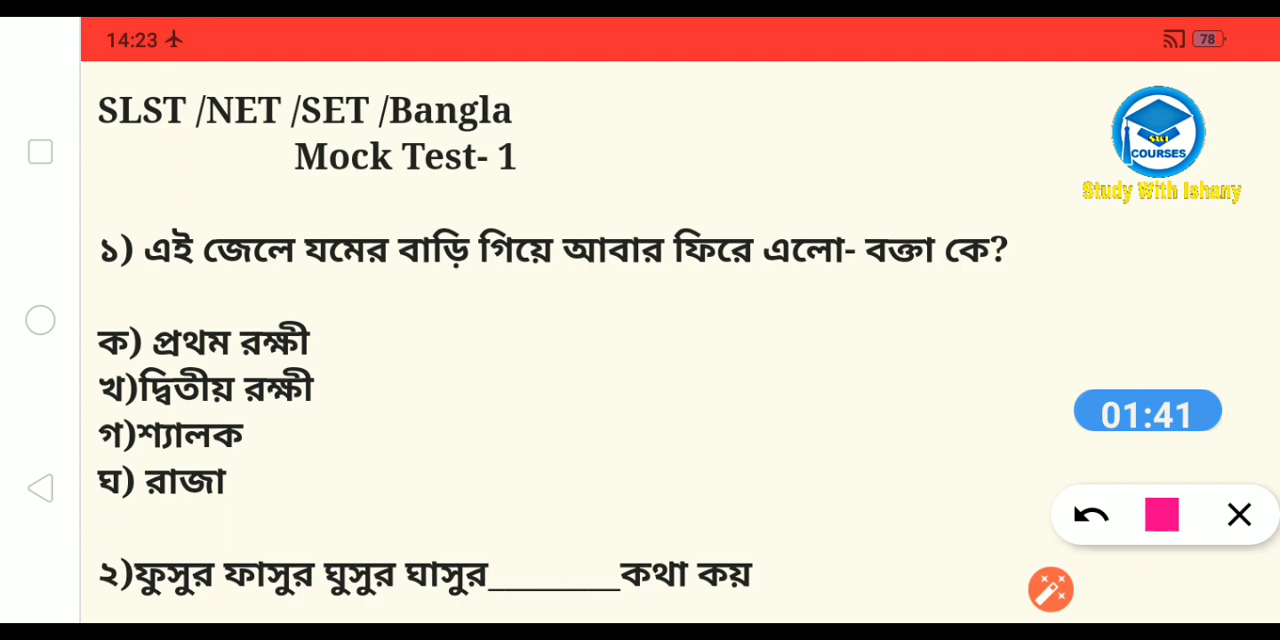 14:23
78
SLST /NET /SET /Bangla
Mock Test- 1
COURSES
Study With Ishany
১) এই জেলে যমের বাড়ি গিয়ে আবার ফিরে এলো- বক্তা কে?
ক) প্রথম রক্ষী
খ)দ্বিতীয় রক্ষী
গ)শ্যালক
ঘ) রাজা
01:41
২)ফুসুর ফাসুর ঘুসুর ঘাসুর_______কথা কয়